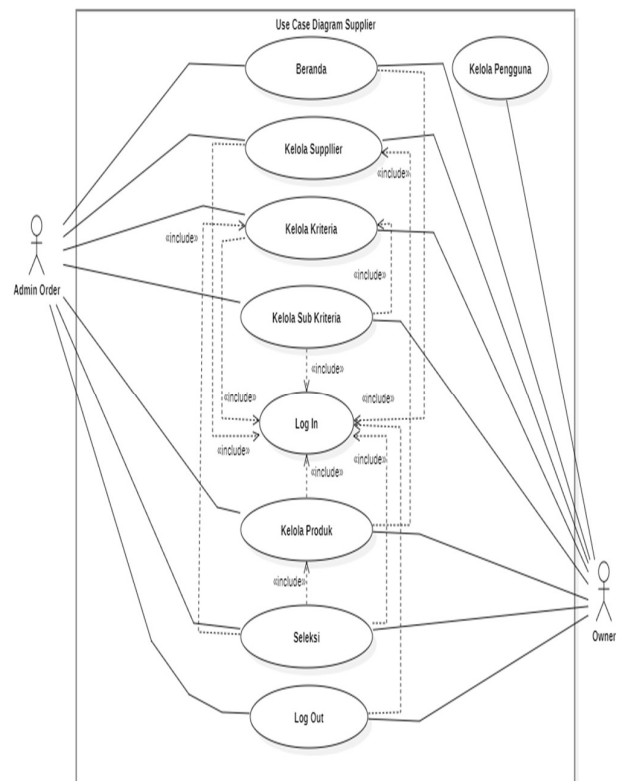 Use Case Diagram Supplier
Beranda
Kelola Pengguna
Kelola Suppllier
«include»
Kelola Kriteria
«include»
«include»
Admin Order
Kelola Sub Kriteria
«include»
«include»
«include»
Log In
«include»
«include»
«include»
Kelola Produk
«include»
Seleksi
Owner
Log Out